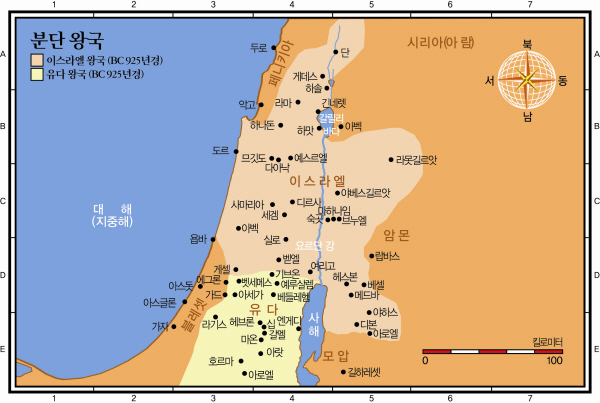 1 2 3 4 5 6 7
분단 왕국
이스라엘 왕국 (BC 925년경)
유다 왕국 (BC 925년경)
두로
페니키아
단
시리아(아람)
북
서
동
남
A
A
게데스
하솔
악고
라마
긴네렛
갈릴리
바다
B
B
하나돈
하맛
아벡
도르
므깃도
다아낙
예스르엘
라못길르앗
이스라엘
C
C
사마리아
디르사
야베스길르앗
세겜
마하나임
숙곳
브누엘
대 해
(지중해)
아벡
욥바
실로
요르단 강
암몬
벧엘
랍바스
D
D
게셀
기브온
여리고
에그론
아스돗
벳세메스
예루살렘
헤스본
벧셀
가드
아세가
베들레헴
메드바
아스글론
블레셋
유다
사
해
야하스
가자
라기스
헤브론
십
엔게디
디본
갈멜
아로엘
마온
E
E
아랏
모압
호르마
아로엘
길하레셋
킬로미터
0 100
1 2 3 4 5 6 7